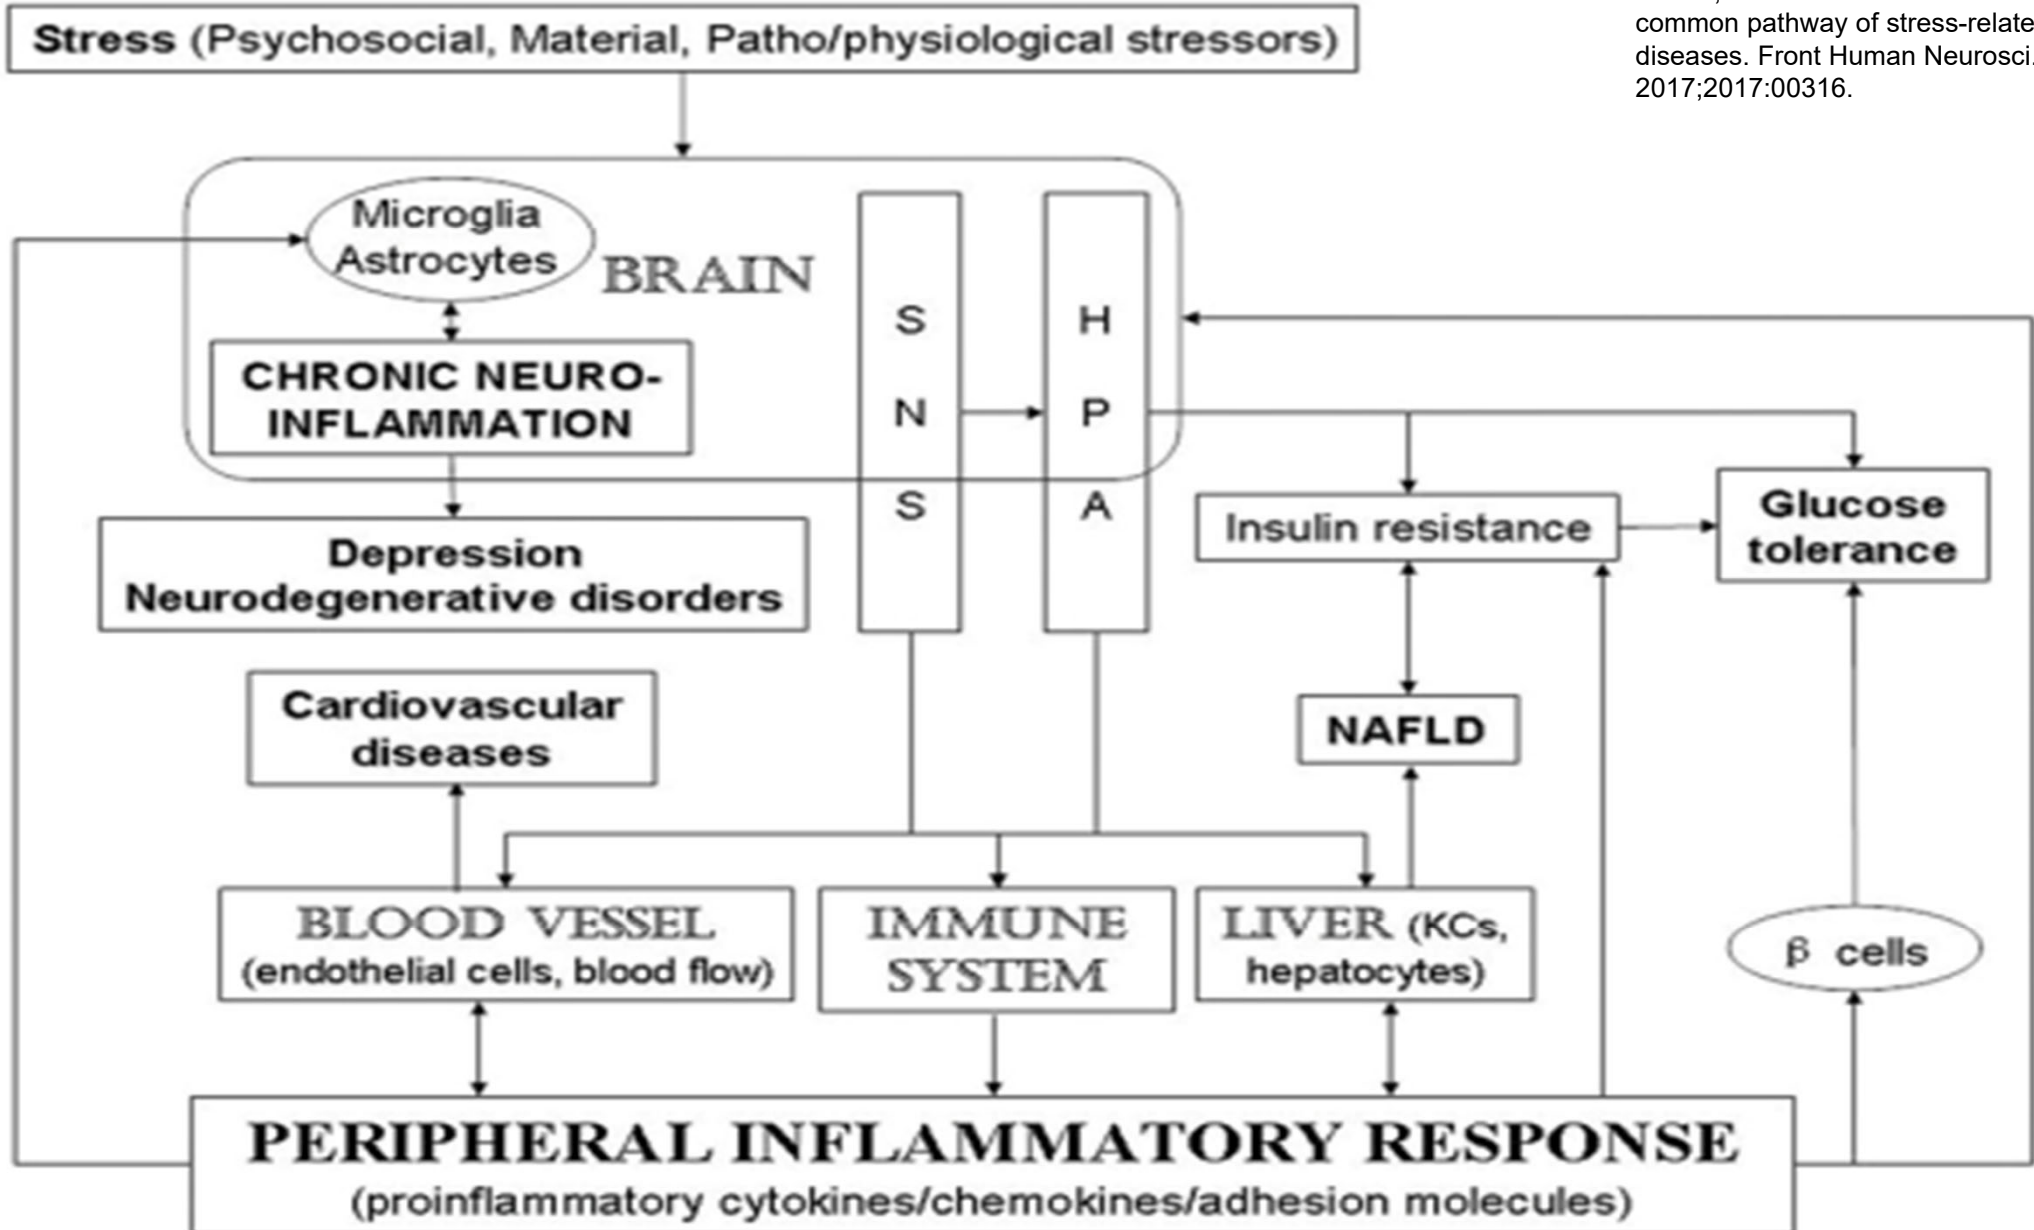 Stress (Psychosocial, Material, Patho/physiological stressors)
common pathway of stress-relate
diseases. Front Human Neurosci.
2017;2017:00316.
Microglia
Astrocytes
BRAIN
CHRONIC NEURO-
INFLAMMATION
S
N
S
H
P
A
Depression
Neurodegenerative disorders
Insulin resistance
Glucose
tolerance
Cardiovascular
diseases
NAFLD
BLOOD VESSEL
(endothelial cells, blood flow)
IMMUNE
SYSTEM
LIVER (KCs,
hepatocytes)
β cells
PERIPHERAL INFLAMMATORY RESPONSE
(proinflammatory cytokines/chemokines/adhesion molecules)